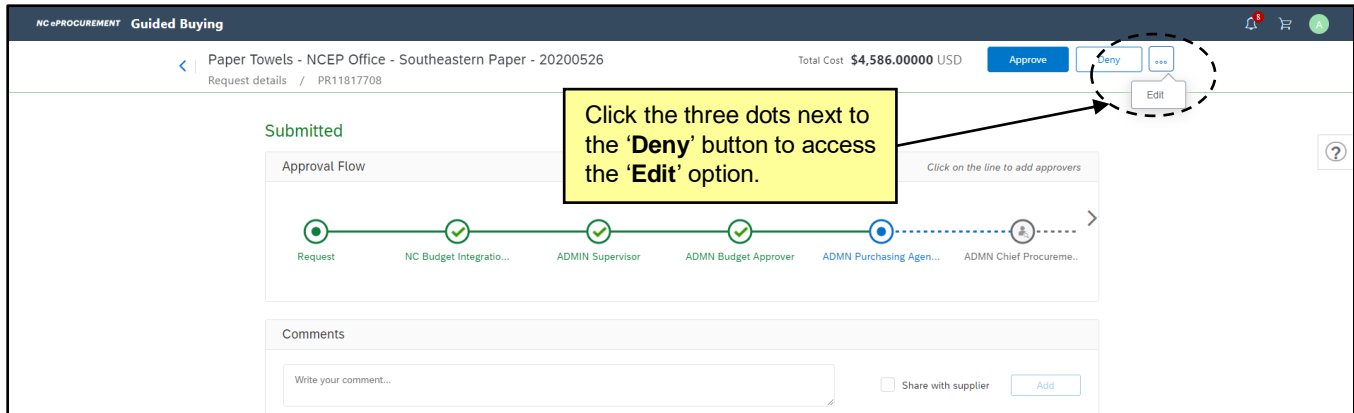 NC ePROCUREMENT Guided Buying
8
A
Paper Towels - NCEP Office - Southeastern Paper - 20200526
Total Cost $4,586.00000 USD
Approve
Deny
Request details / PR11817708
Edit
Click the three dots next to
the ‘Deny’ button to access
the ‘Edit’ option.
Submitted
Approval Flow
Click on the line to add approvers
?
Request
NC Budget Integratio...
ADMIN Supervisor
ADMN Budget Approver
ADMN Purchasing Agen...
ADMN Chief Procureme..
Comments
Write your comment...
Share with supplier
Add